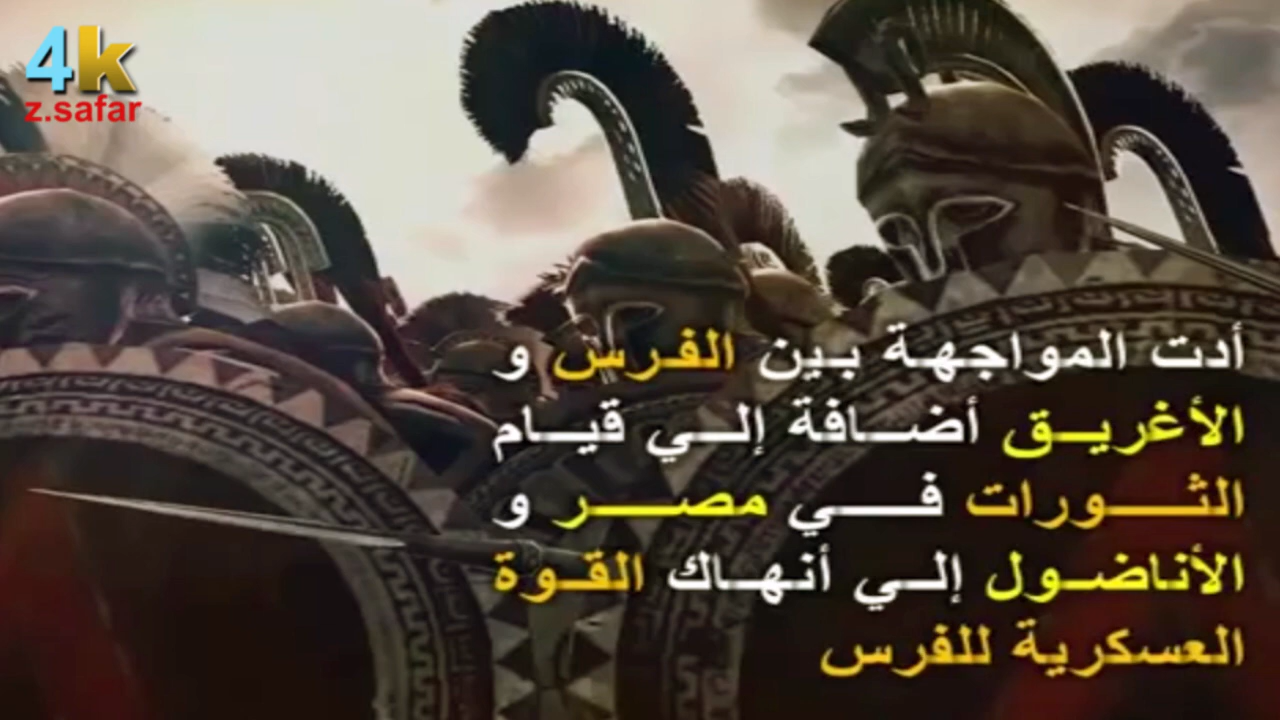 4k
z.safar
أدت المواجهة بين الفرس و
الأغريق أضافة إلي قيام
الثورات في مصر و
الأناضول إلي أنهاك القوة
العسكرية للفرس